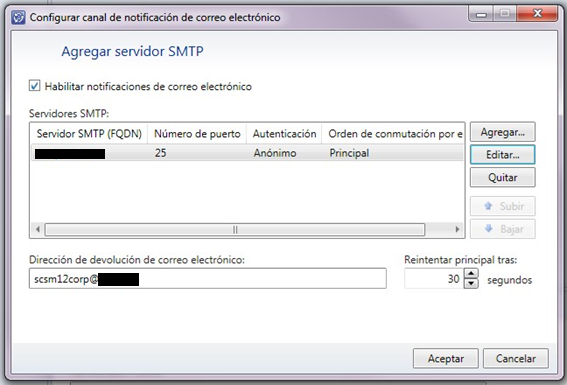 Configurar canal de notificación de correo electrónico
Agregar servidor SMTP
Habilitar notificaciones de correo electrónico
Servidores SMTP:
Servidor SMTP (FQDN) Número de puerto Autenticación Orden de conmutación por e
25 Anónimo Principal
Agregar...
Editar...
Quitar
Subir
Bajar
Dirección de devolución de correo electrónico: Reintentar principal tras:
scsm12corp@ 30 segundos
Aceptar Cancelar